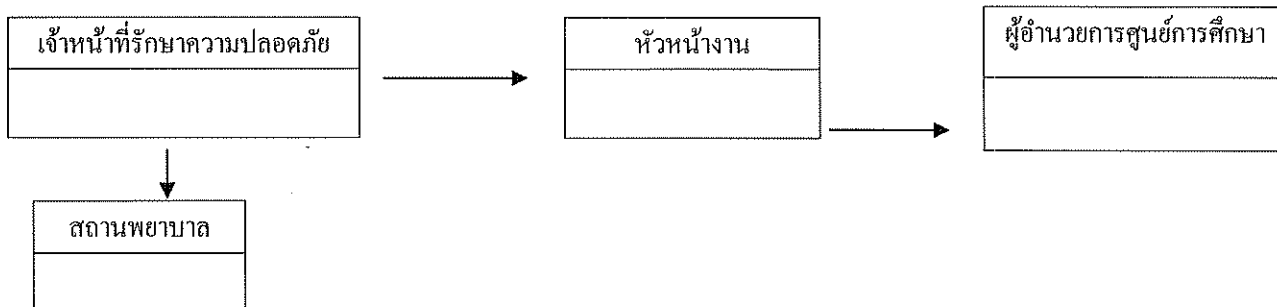 เจ้าหน้าที่รักษาความปลอดภัย
หัวหน้างาน
ผู้อำนวยการศูนย์การศึกษา
สถานพยาบาล